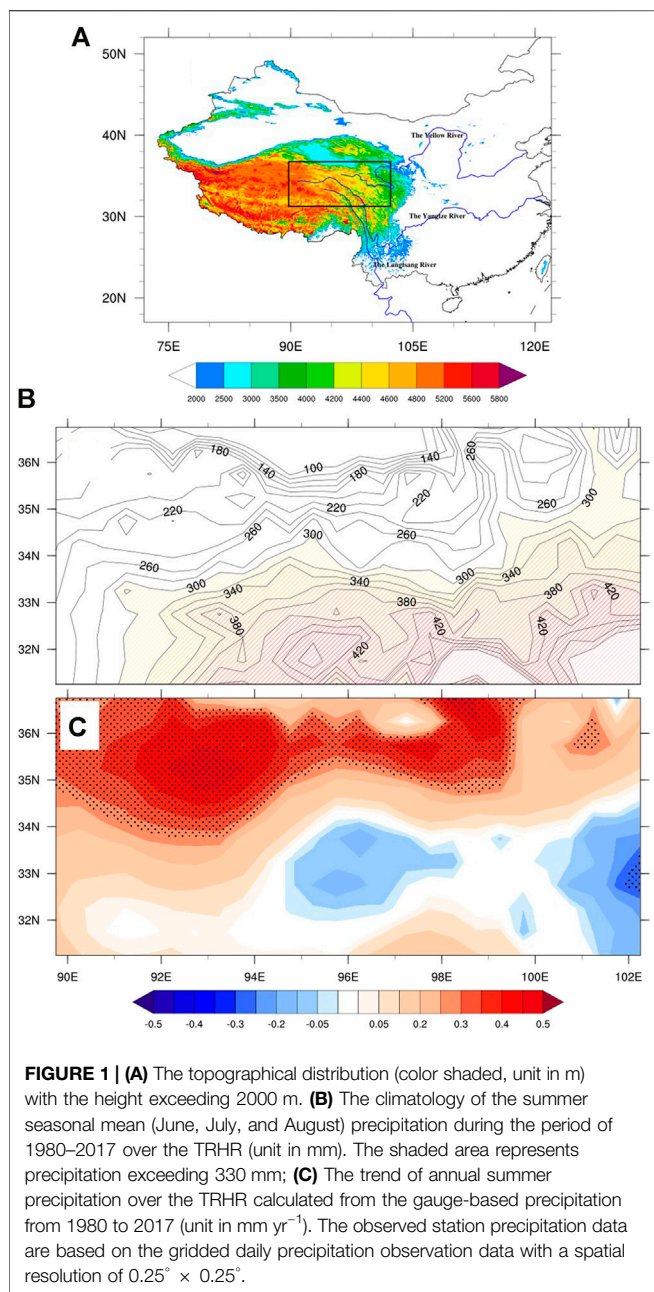 A
50N
40N
30N
20N
The Yellow River
The Yangtze River
The Langtsang River
75E 90E 105E 120E
2000 2500 3000 3500 4000 4200 4400 4600 4800 5200 5600 5800
B
36N
35N
34N
33N
32N
180 140 100 180 140 260
220 220 260 300
260 300 260
260 300 340 340 300 340 380 420
380 420 420 420
C
36N
35N
34N
33N
32N
90E 92E 94E 96E 98E 100E 102E
-0.5 -0.4 -0.3 -0.2 -0.05 0.05 0.2 0.3 0.4 0.5
FIGURE 1 | (A) The topographical distribution (color shaded, unit in m)
with the height exceeding 2000 m. (B) The climatology of the summer
seasonal mean (June, July, and August) precipitation during the period of
1980–2017 over the TRHR (unit in mm). The shaded area represents
precipitation exceeding 330 mm; (C) The trend of annual summer
precipitation over the TRHR calculated from the gauge-based precipitation
from 1980 to 2017 (unit in mm yr⁻¹). The observed station precipitation data
are based on the gridded daily precipitation observation data with a spatial
resolution of 0.25° × 0.25°.